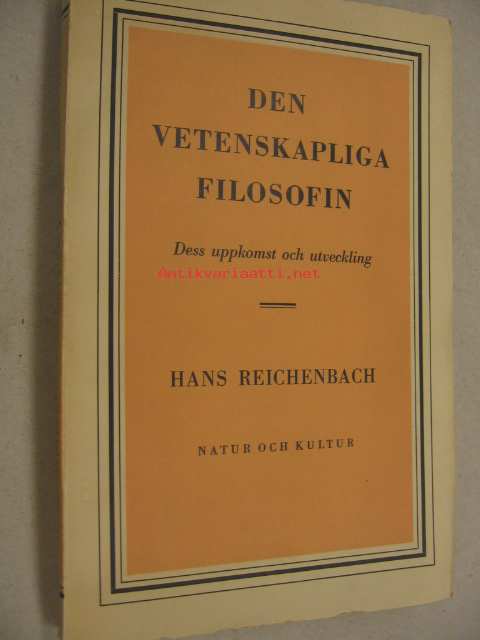 DEN
VETENSKAPLIGA
FILOSOFIN
Dess uppkomst och utveckling
Antikvariaatti.net
HANS REICHENBACH
NATUR OCH KULTUR